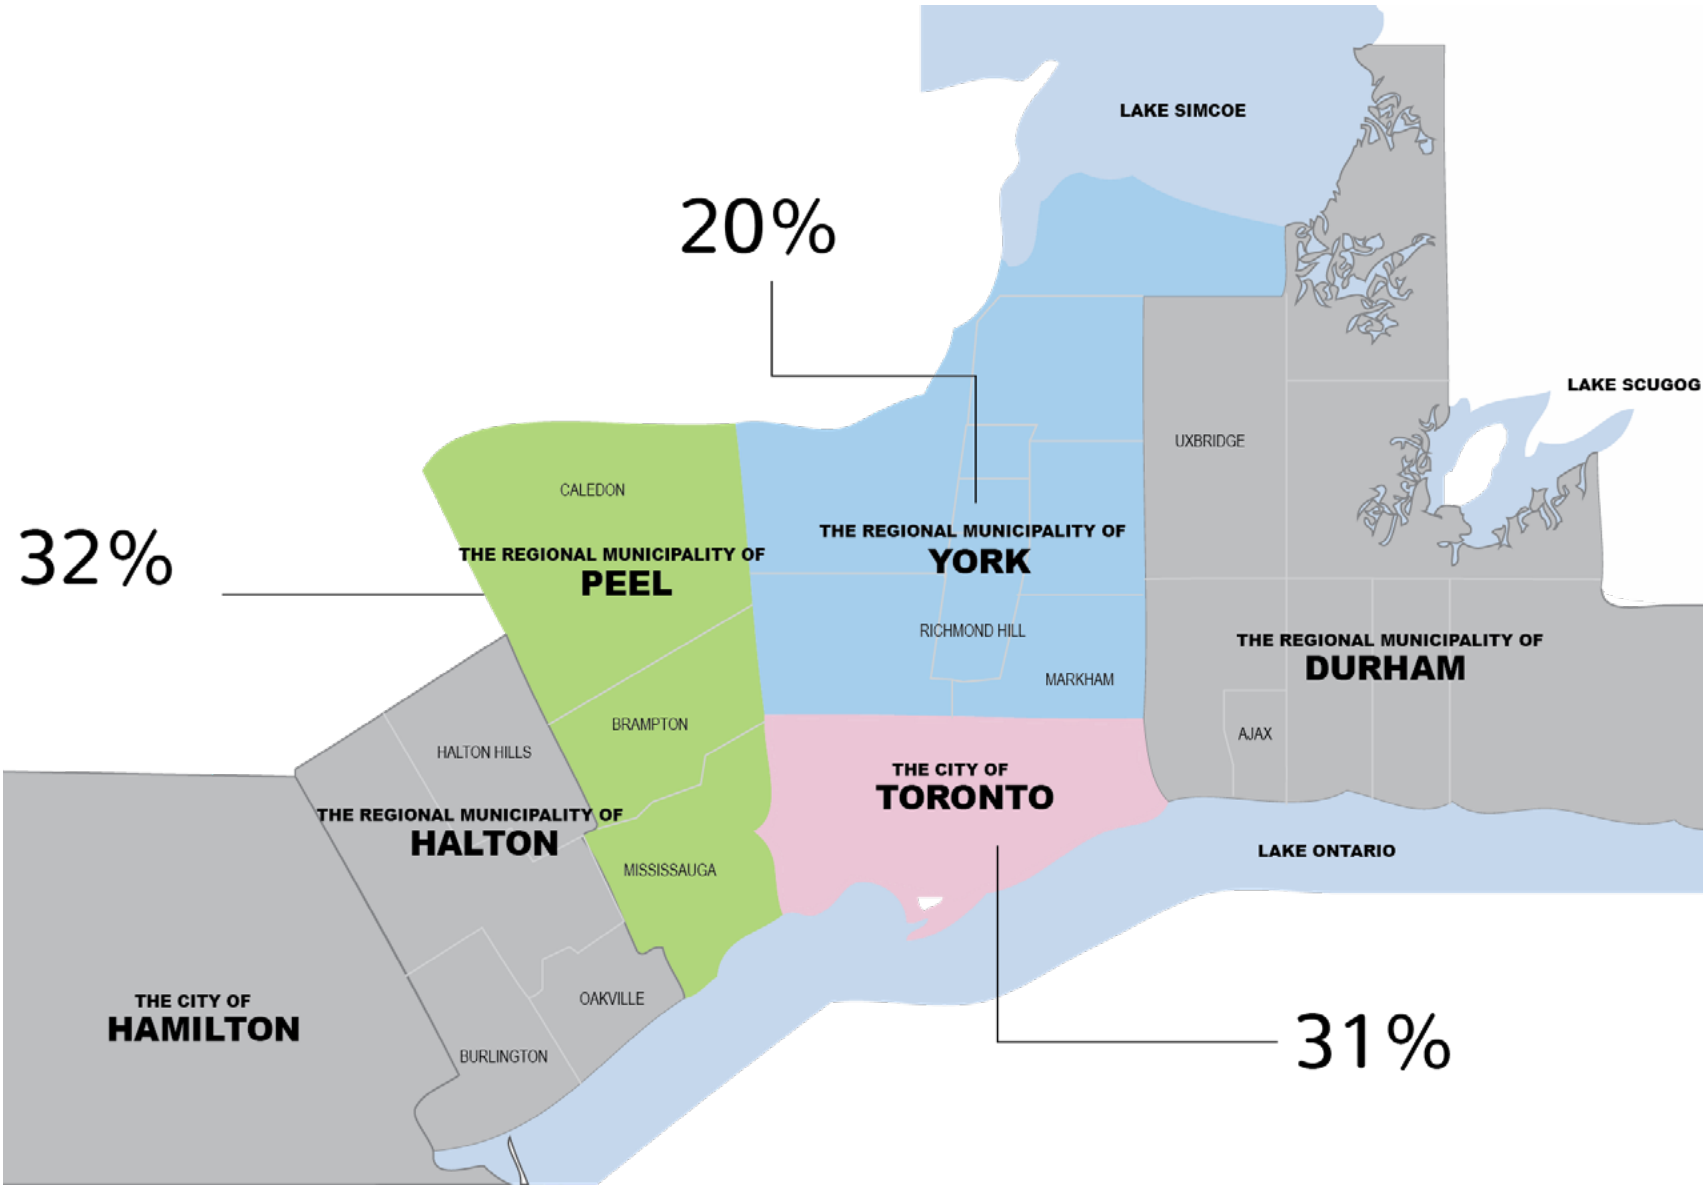 LAKE SIMCOE
20%
LAKE SCUGOG
UXBRIDGE
CALEDON
THE REGIONAL MUNICIPALITY OF
YORK
32%
THE REGIONAL MUNICIPALITY OF
PEEL
RICHMOND HILL
THE REGIONAL MUNICIPALITY OF
DURHAM
MARKHAM
BRAMPTON
AJAX
HALTON HILLS
THE CITY OF
TORONTO
THE REGIONAL MUNICIPALITY OF
HALTON
LAKE ONTARIO
MISSISSAUGA
OAKVILLE
THE CITY OF
HAMILTON
31%
BURLINGTON